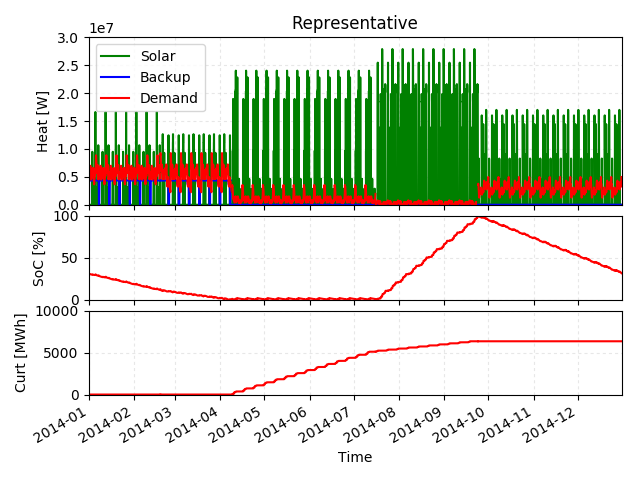 Representative
1e7
3.0
2.5
2.0
1.5
1.0
0.5
0.0
Heat [W]
Solar
Backup
Demand
100
50
0
SoC [%]
10000
5000
0
Curt [MWh]
2014-01
2014-02
2014-03
2014-04
2014-05
2014-06
2014-07
2014-08
2014-09
2014-10
2014-11
2014-12
Time